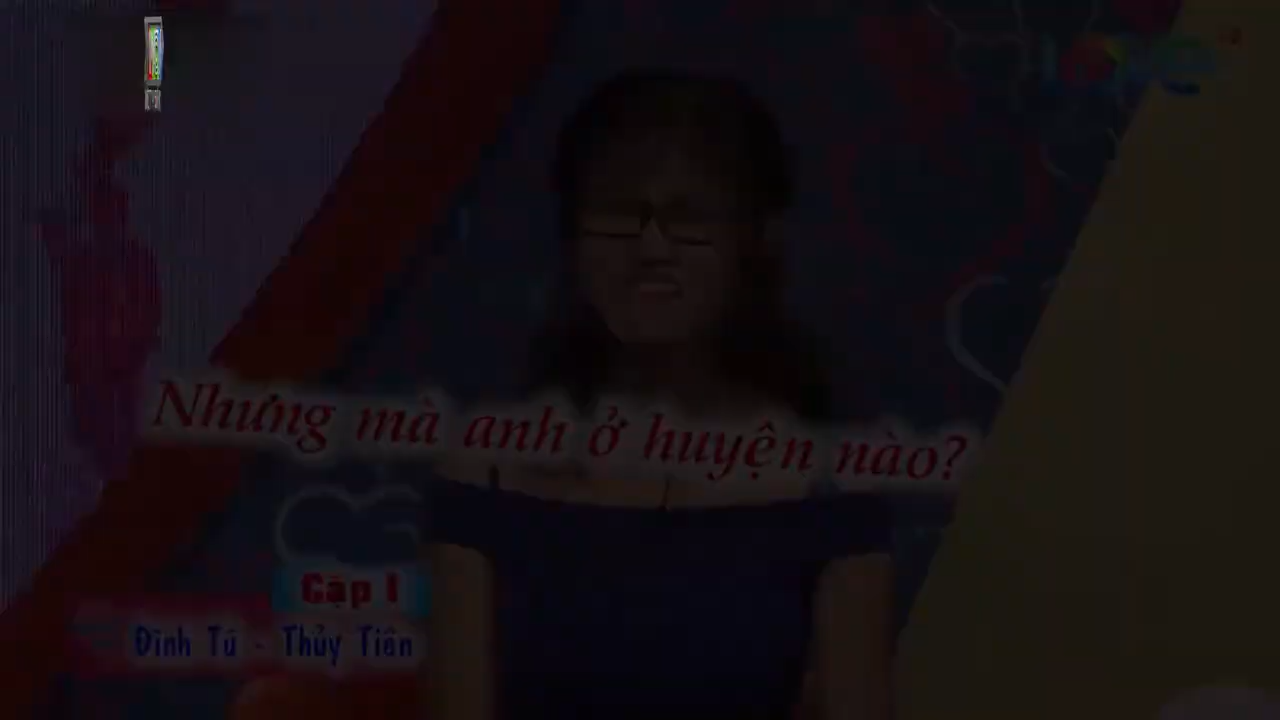 Nhưng mà anh ở huyện nào?
Cặp 1
Đình Tú - Thủy Tiên